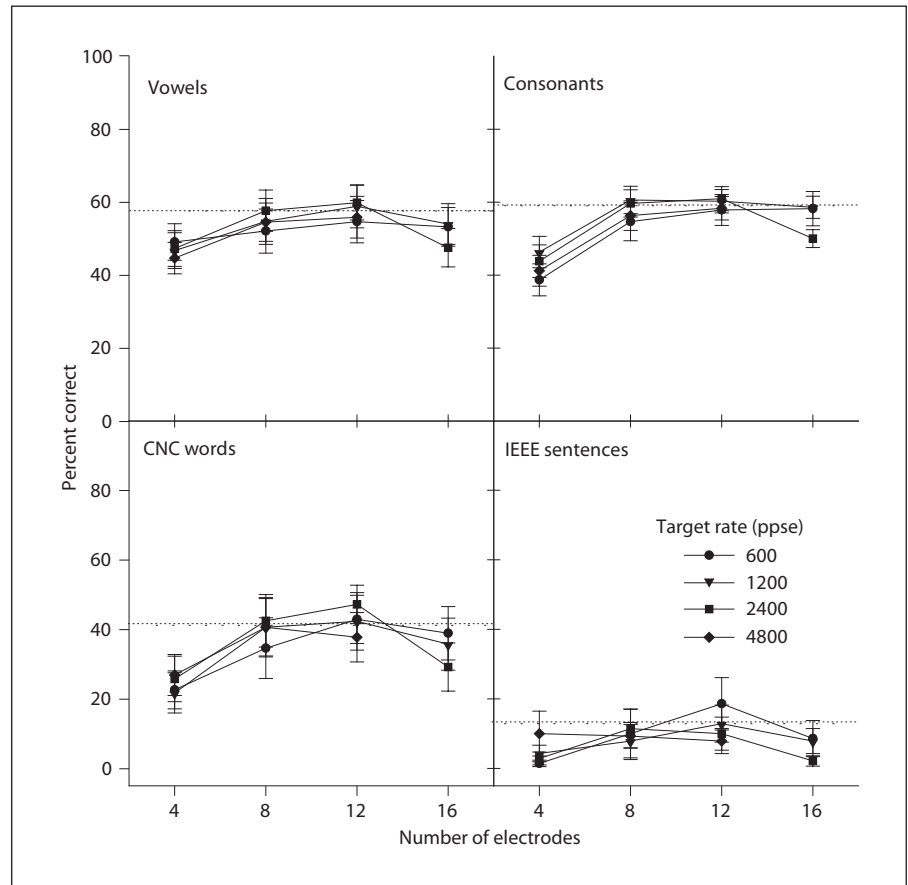 100
Vowels
Consonants
80
60
40
20
0
CNC words
IEEE sentences
80
Target rate (ppse)
600
60
1200
2400
40
4800
20
0
4 8 12 16 4 8 12 16
Number of electrodes
Percent correct